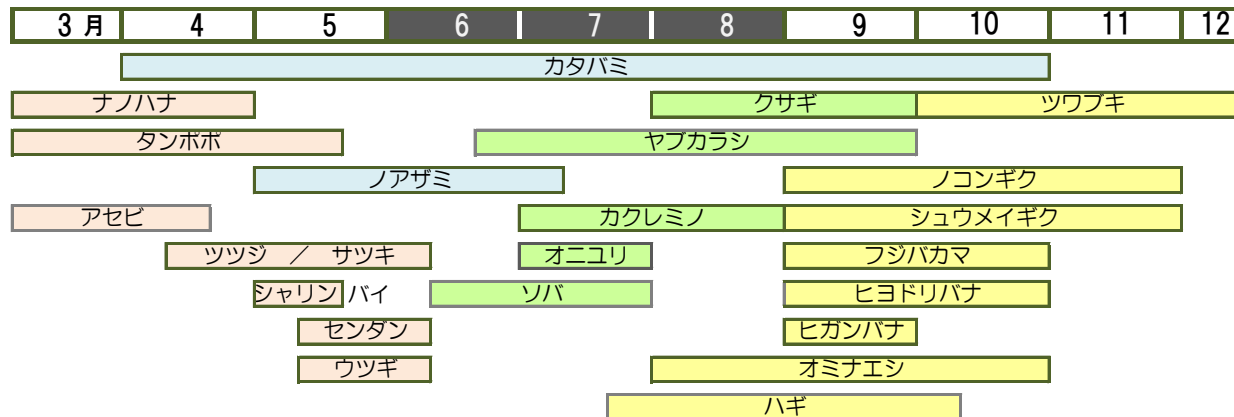 3月 4 5 6 7 8 9 10 11 12
カタバミ
ナノハナ クサギ ツワブキ
タンポポ ヤブカラシ
ノアザミ ノコンギク
アセビ カクレミノ シュウメイギク
ツツジ ／ サツキ オニユリ フジバカマ
シャリンバイ ソバ ヒヨドリバナ
センダン ヒガンバナ
ウツギ オミナエシ
ハギ